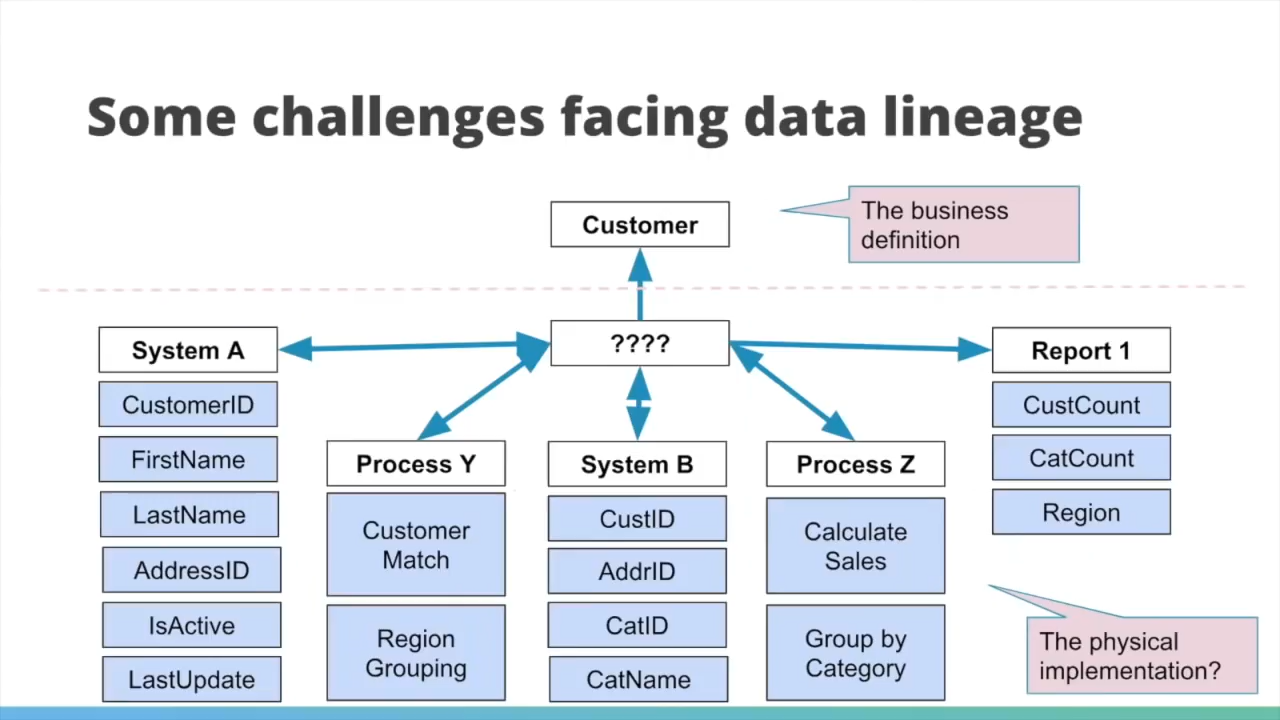 Some challenges facing data lineage
Customer
The business
definition
System A
????
Report 1
CustomerID
FirstName
LastName
AddressID
IsActive
LastUpdate
Process Y
Customer
Match
Region
Grouping
System B
CustID
AddrID
CatID
CatName
Process Z
Calculate
Sales
Group by
Category
CustCount
CatCount
Region
The physical
implementation?